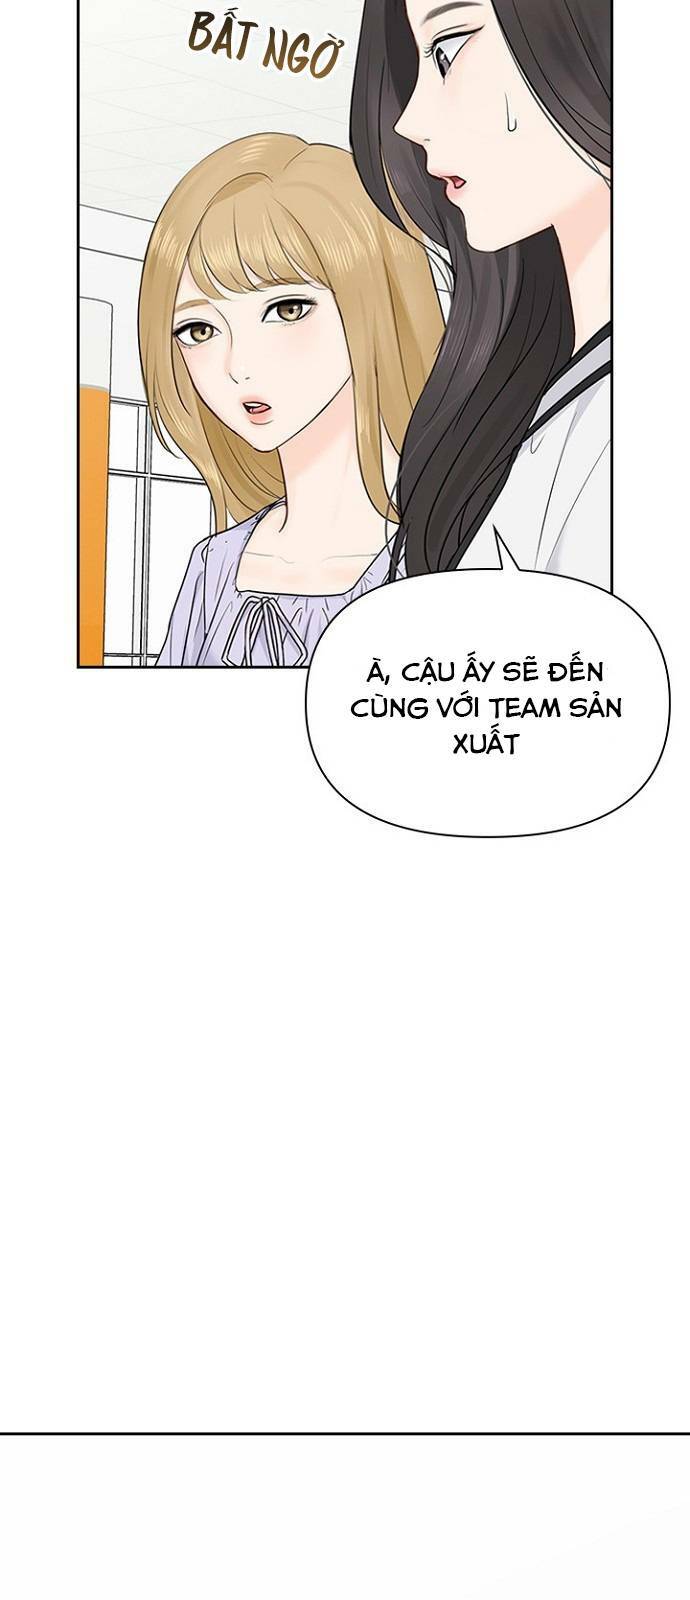 BẤT NGỜ
À, CẬU ẤY SẼ ĐẾN
CÙNG VỚI TEAM SẢN
XUẤT